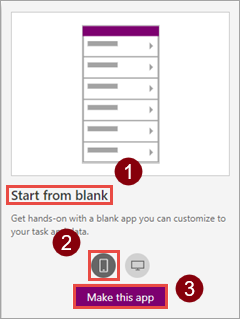 1
Start from blank
Get hands-on with a blank app you can customize to
your task and data.
2
Make this app
3